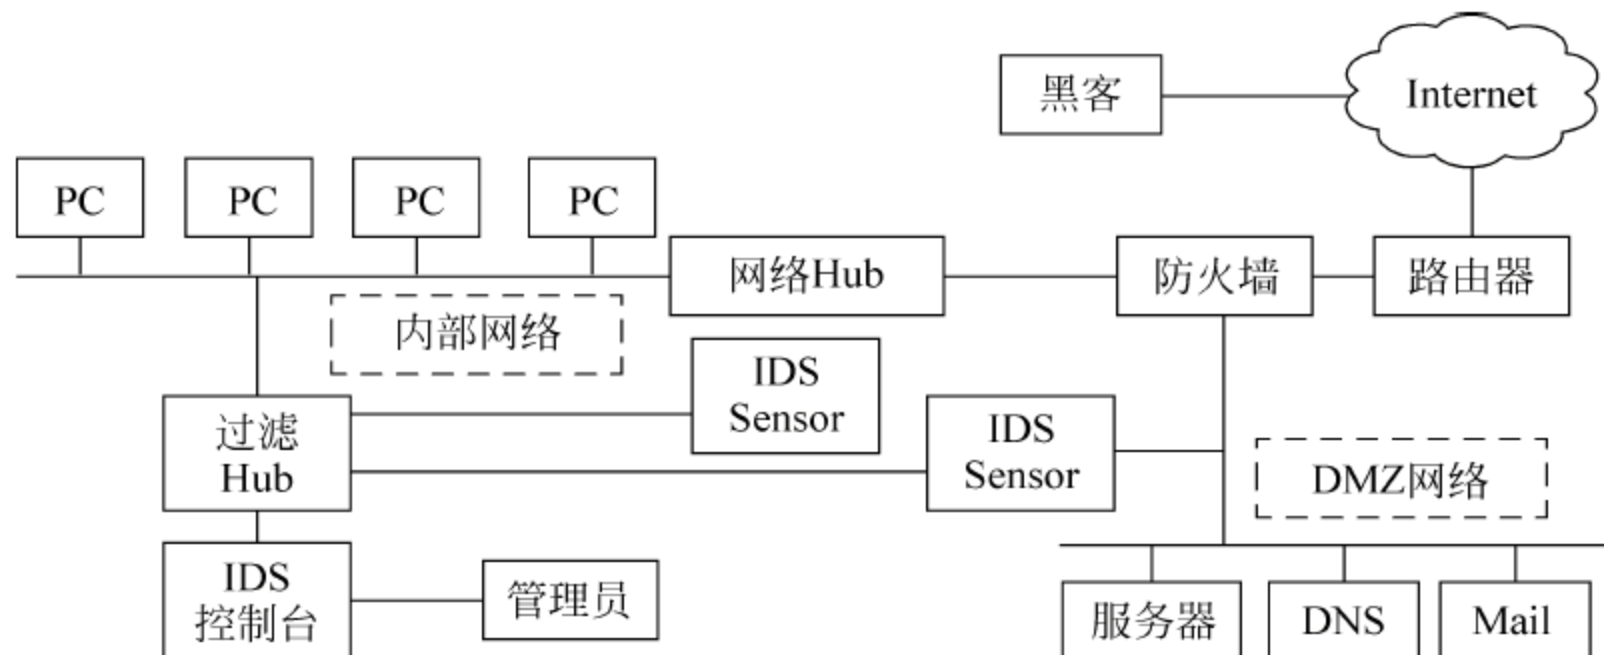 黑客
Internet
PC
PC
PC
PC
网络Hub
防火墙
路由器
内部网络
IDS
Sensor
过滤
Hub
IDS
Sensor
DMZ网络
IDS
控制台
管理员
服务器
DNS
Mail